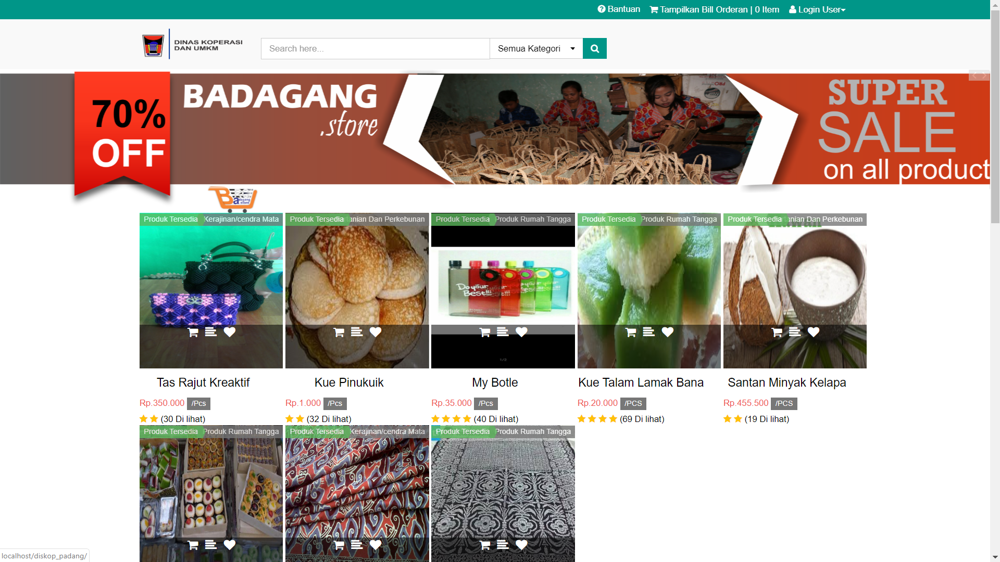 Bantuan
Tampilkan Bill Orderan | 0 Item
Login User
DINAS KOPERASI
DAN UMKM
Search here...
Semua Kategori
70%
OFF
BADAGANG
.store
SUPER
SALE
on all product
Badagang
.store
Produk Tersedia
Kerajinan/cendra Mata
Produk Tersedia
tanian Dan Perkebunan
Produk Tersedia
Produk Rumah Tangga
Produk Tersedia
Produk Rumah Tangga
Produk Tersedia
tanian Dan Perkebunan
Do your
Best!!!
1/2
Tas Rajut Kreaktif
Kue Pinukuik
My Botle
Kue Talam Lamak Bana
Santan Minyak Kelapa
Rp.350.000 /Pcs
Rp.1.000 /Pcs
Rp.35.000 /Pcs
Rp.20.000 /PCS
Rp.455.500 /PCS
(30 Di lihat)
(32 Di lihat)
(40 Di lihat)
(69 Di lihat)
(19 Di lihat)
Produk Tersedia
Produk Rumah Tangga
Produk Tersedia
Kerajinan/cendra Mata
Produk Tersedia
Produk Rumah Tangga
localhost/diskop_padang/